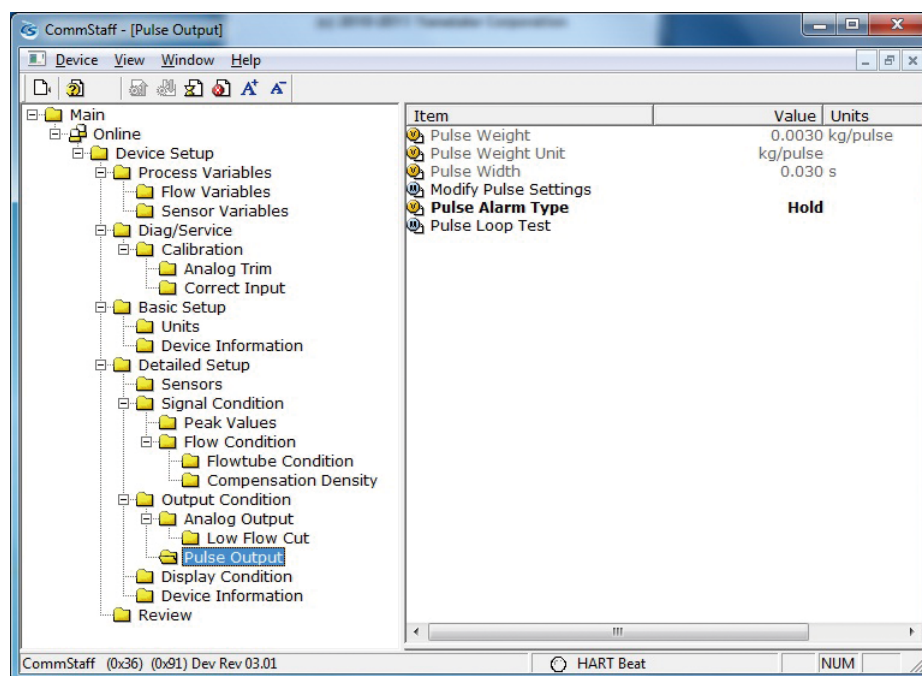 CommStaff - [Pulse Output]
Device View Window Help
Main
Online
Device Setup
Process Variables
Flow Variables
Sensor Variables
Diag/Service
Calibration
Analog Trim
Correct Input
Basic Setup
Units
Device Information
Detailed Setup
Sensors
Signal Condition
Peak Values
Flow Condition
Flowtube Condition
Compensation Density
Output Condition
Analog Output
Low Flow Cut
Pulse Output
Display Condition
Device Information
Review
Item Value Units
Pulse Weight 0.0030 kg/pulse
Pulse Weight Unit kg/pulse
Pulse Width 0.030 s
Modify Pulse Settings
Pulse Alarm Type Hold
Pulse Loop Test
CommStaff (0x36) (0x91) Dev Rev 03.01 HART Beat NUM